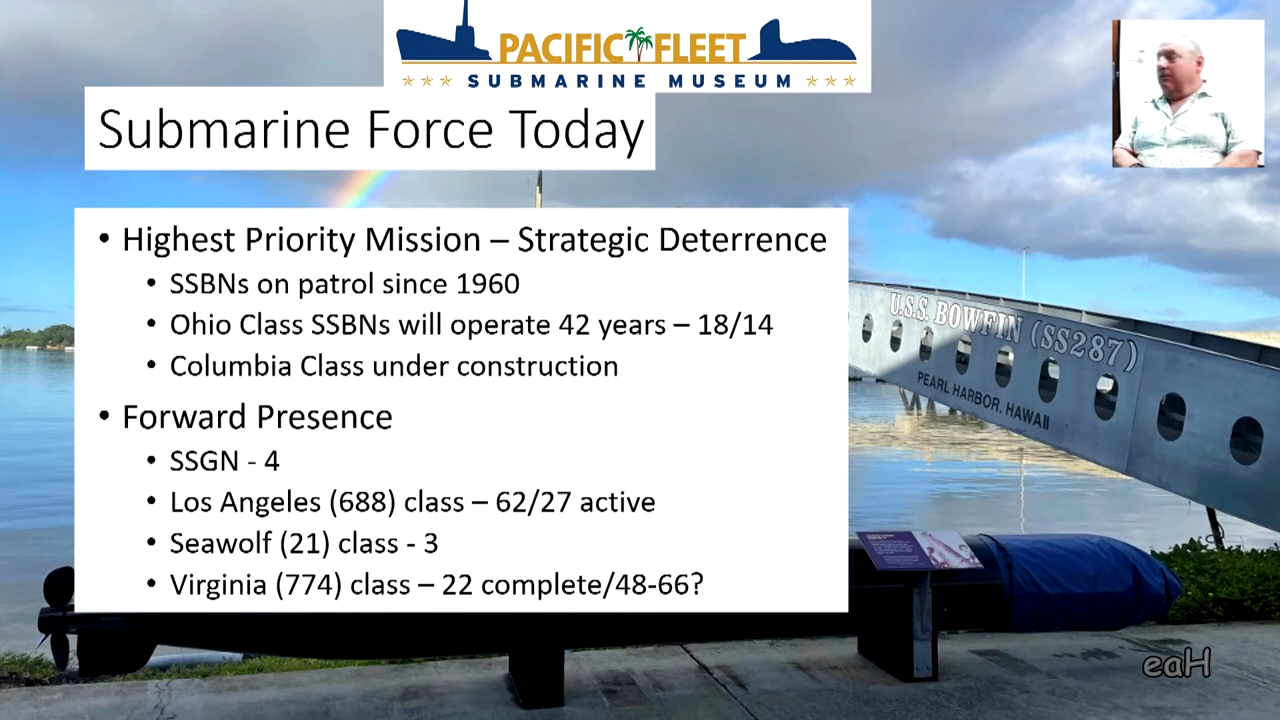 PACIFIC FLEET
SUBMARINE MUSEUM
Submarine Force Today
• Highest Priority Mission – Strategic Deterrence
• SSBNs on patrol since 1960
• Ohio Class SSBNs will operate 42 years – 18/14
• Columbia Class under construction
• Forward Presence
• SSGN - 4
• Los Angeles (688) class – 62/27 active
• Seawolf (21) class - 3
• Virginia (774) class – 22 complete/48-66?
U.S.S. BOWFIN (SS287)
PEARL HARBOR, HAWAII
eaH